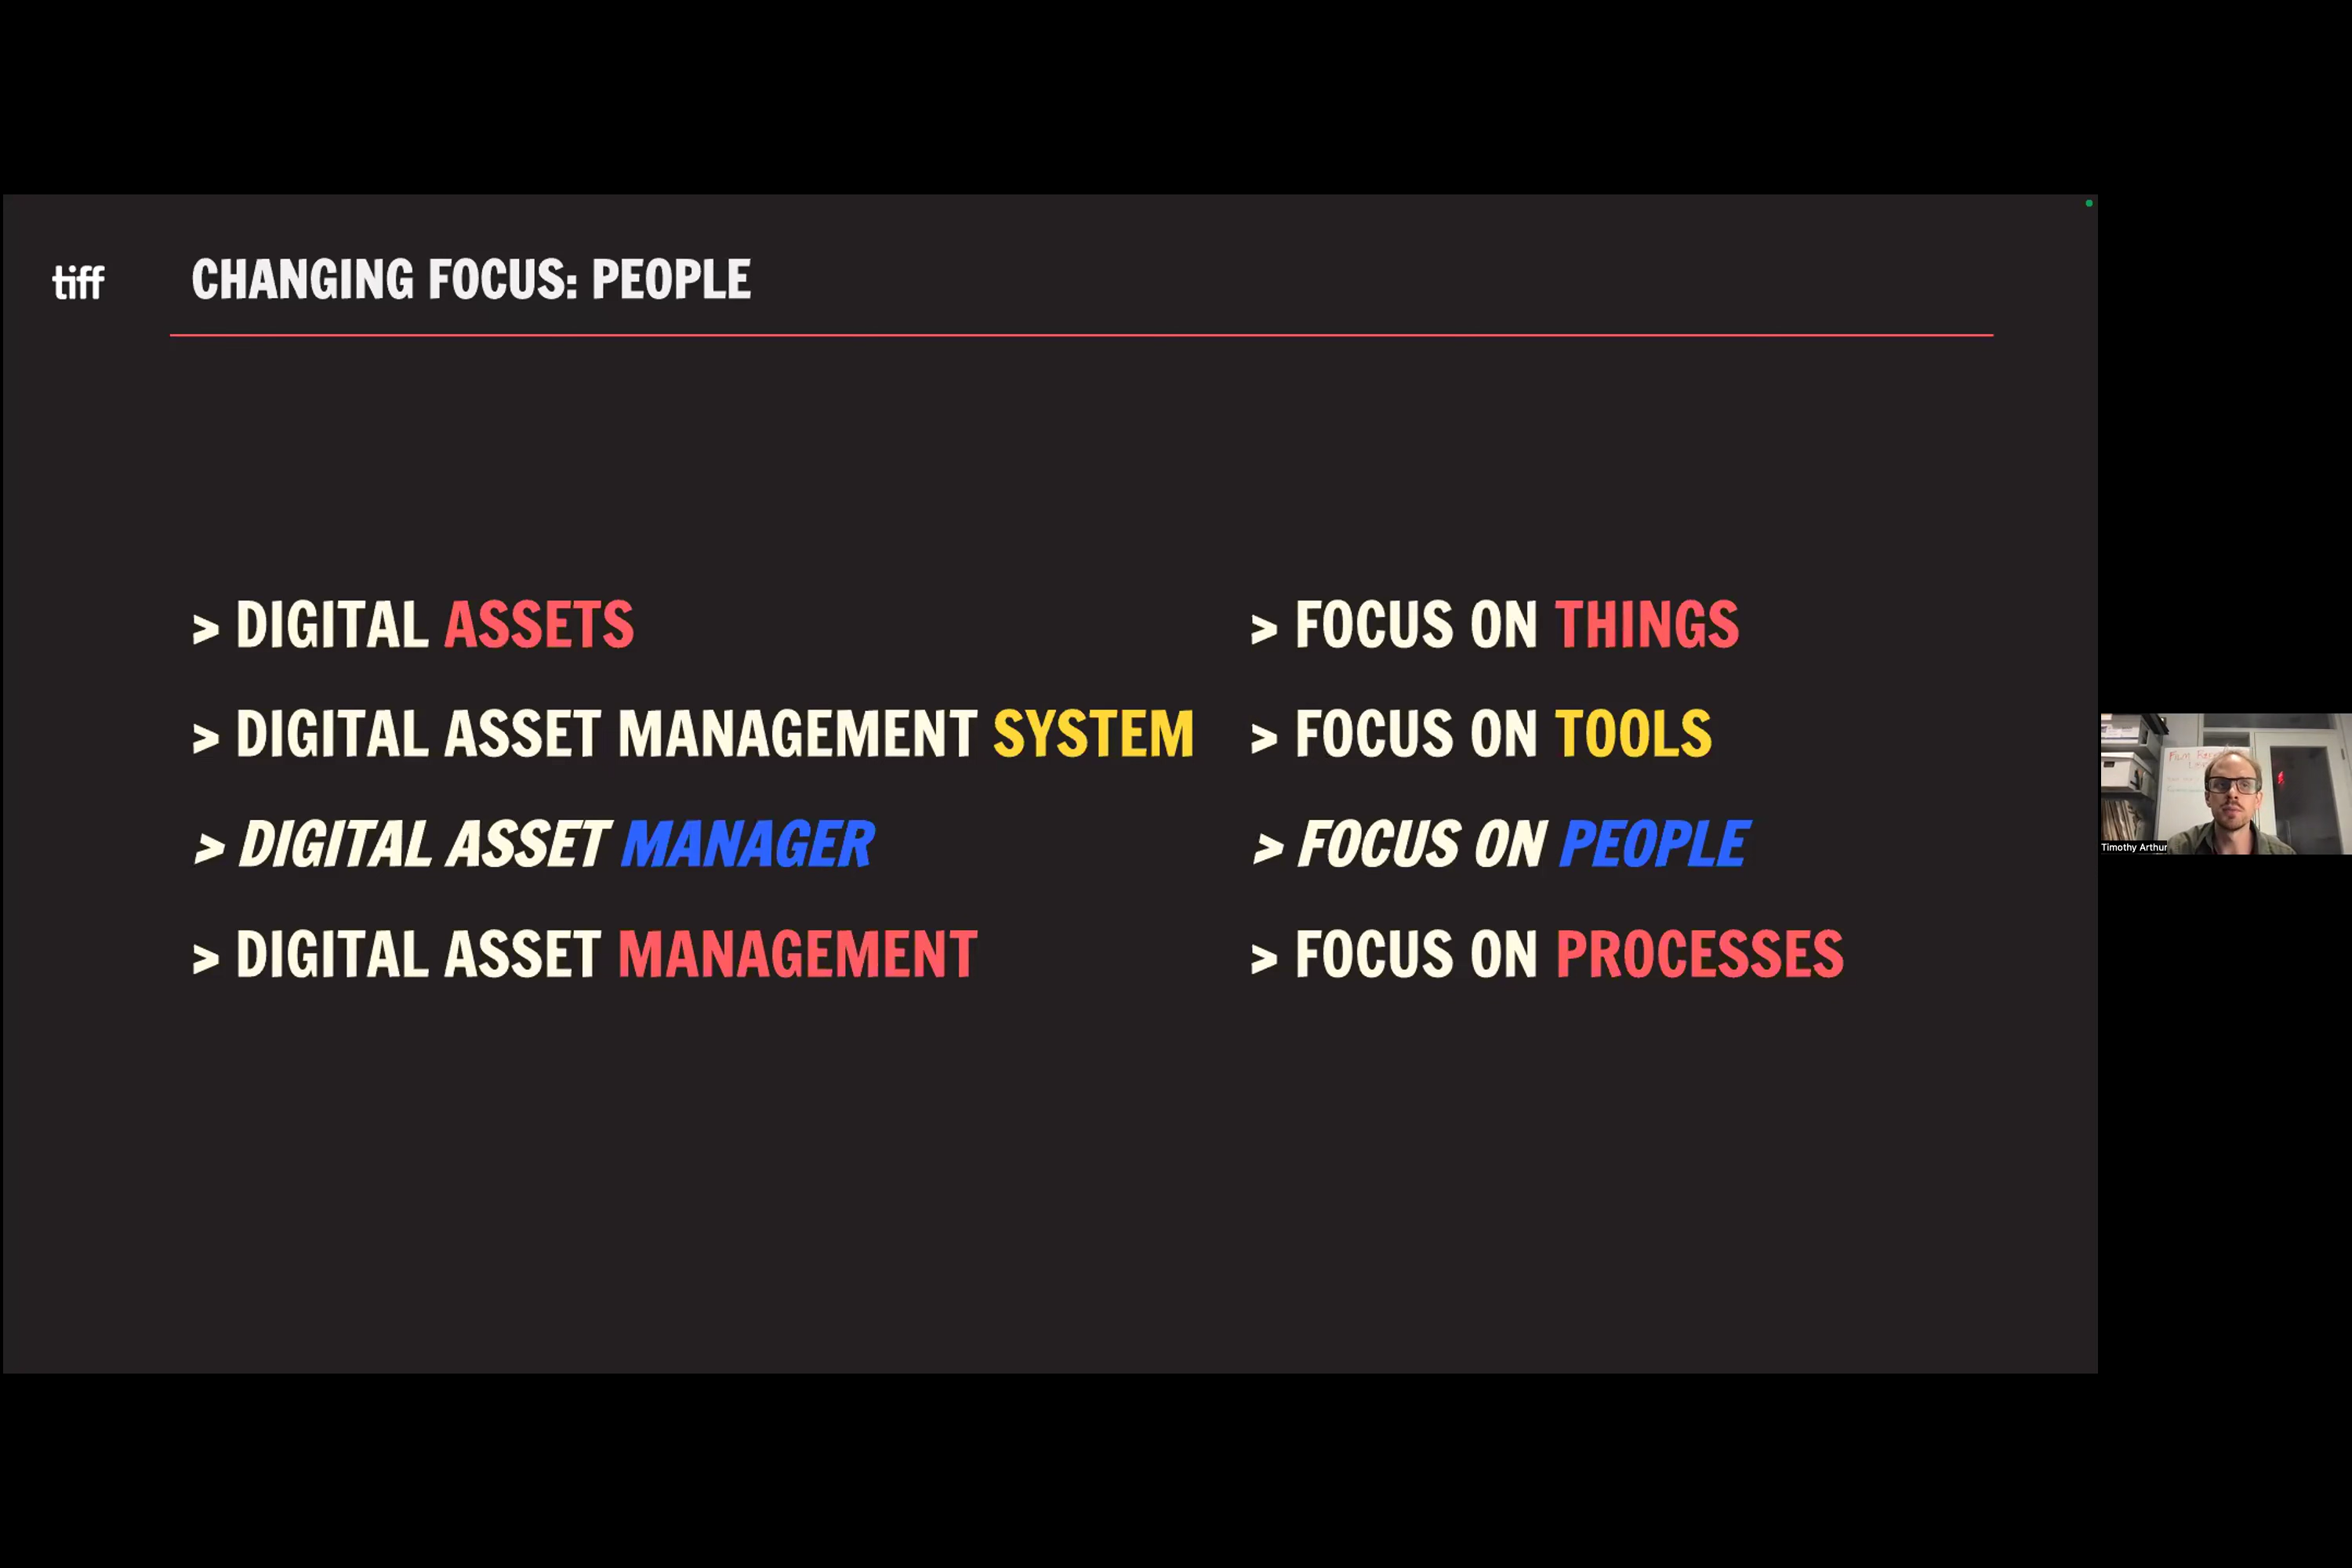 tiff
CHANGING FOCUS: PEOPLE
> DIGITAL ASSETS
> DIGITAL ASSET MANAGEMENT SYSTEM
> DIGITAL ASSET MANAGER
> DIGITAL ASSET MANAGEMENT
> FOCUS ON THINGS
> FOCUS ON TOOLS
> FOCUS ON PEOPLE
> FOCUS ON PROCESSES
Timothy Arthur